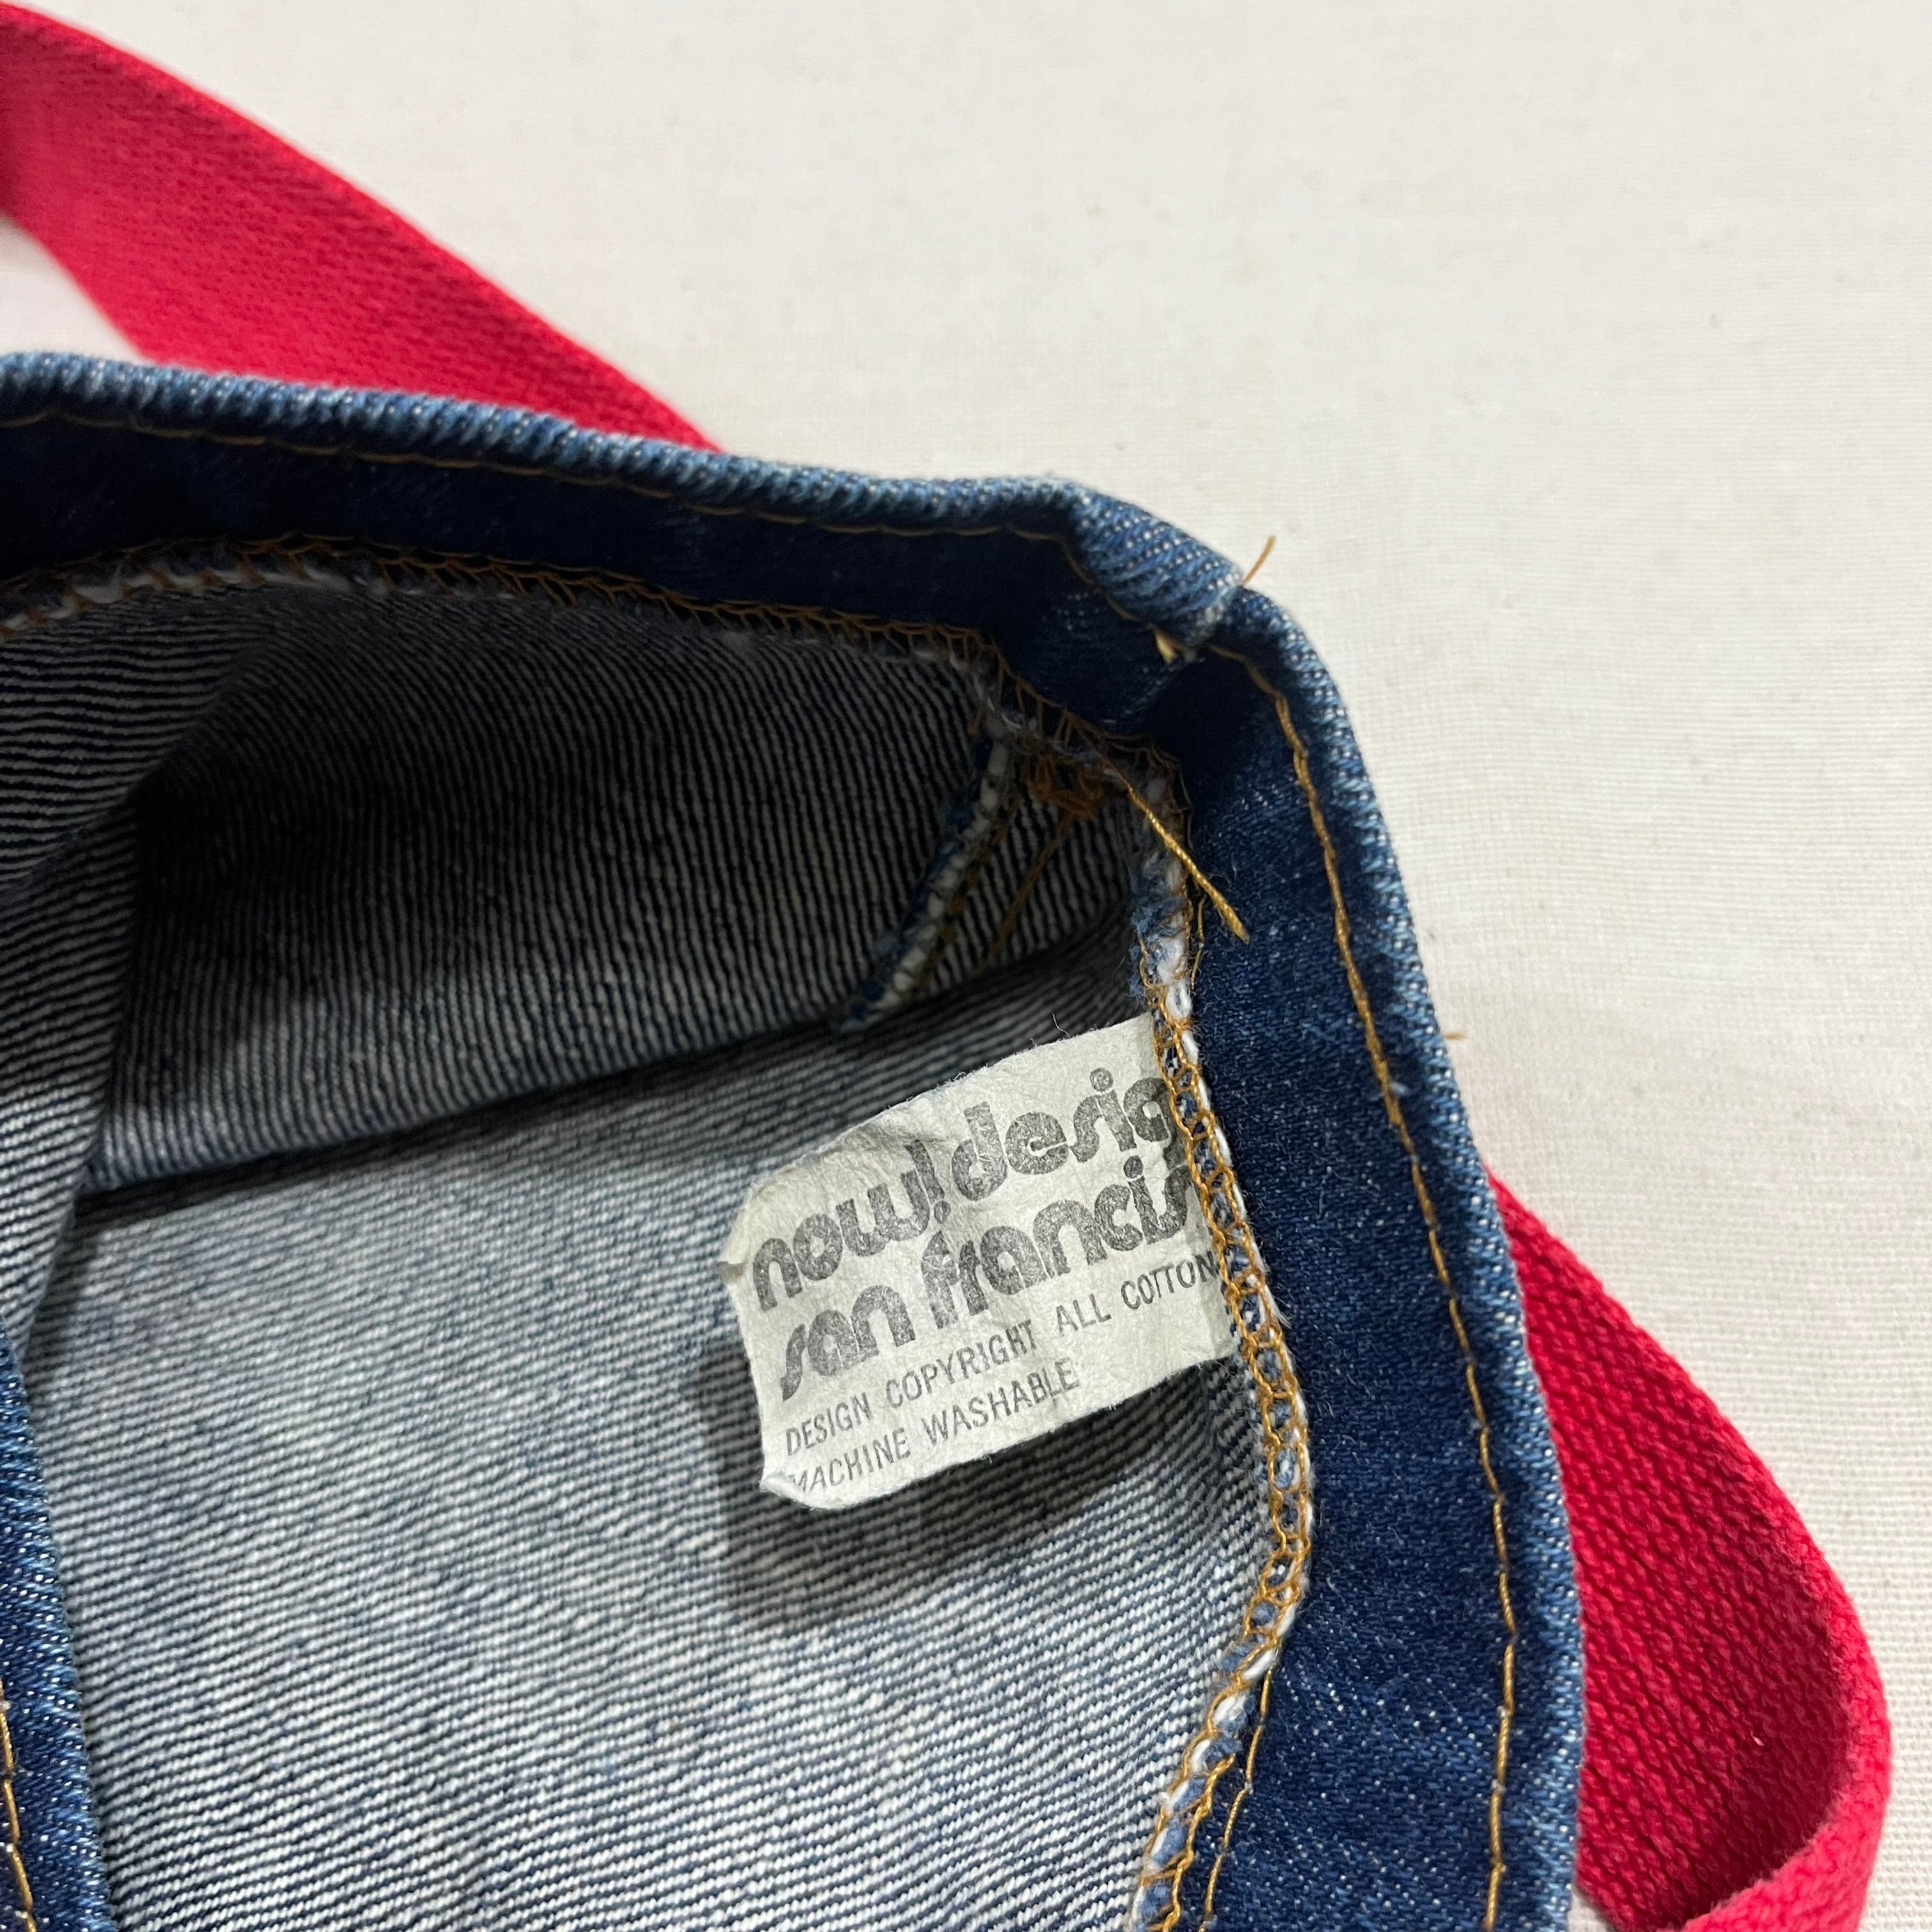 now! desig
san francis
DESIGN COPYRIGHT ALL COTTON
MACHINE WASHABLE